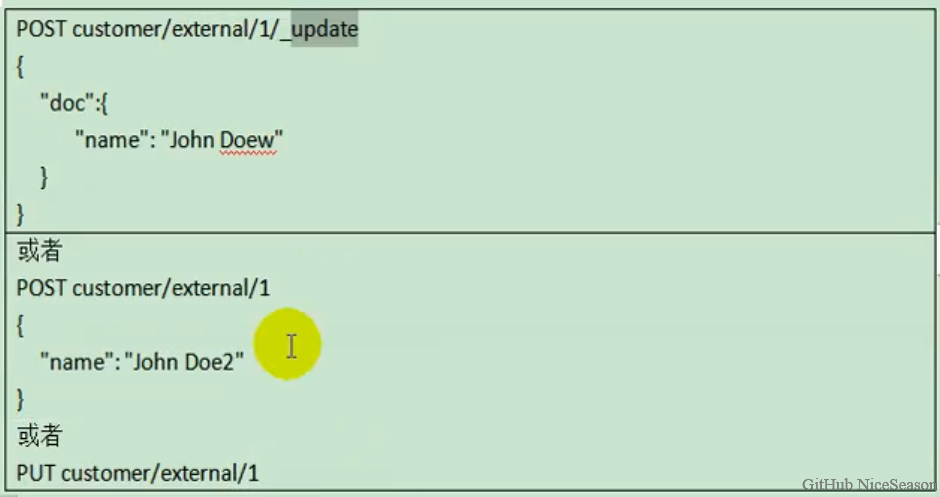 POST customer/external/1/_update
{
"doc":{
"name": "John Doew"
}
}
或者
POST customer/external/1
{
"name": "John Doe2"
}
或者
PUT customer/external/1
GitHub NiceSeason